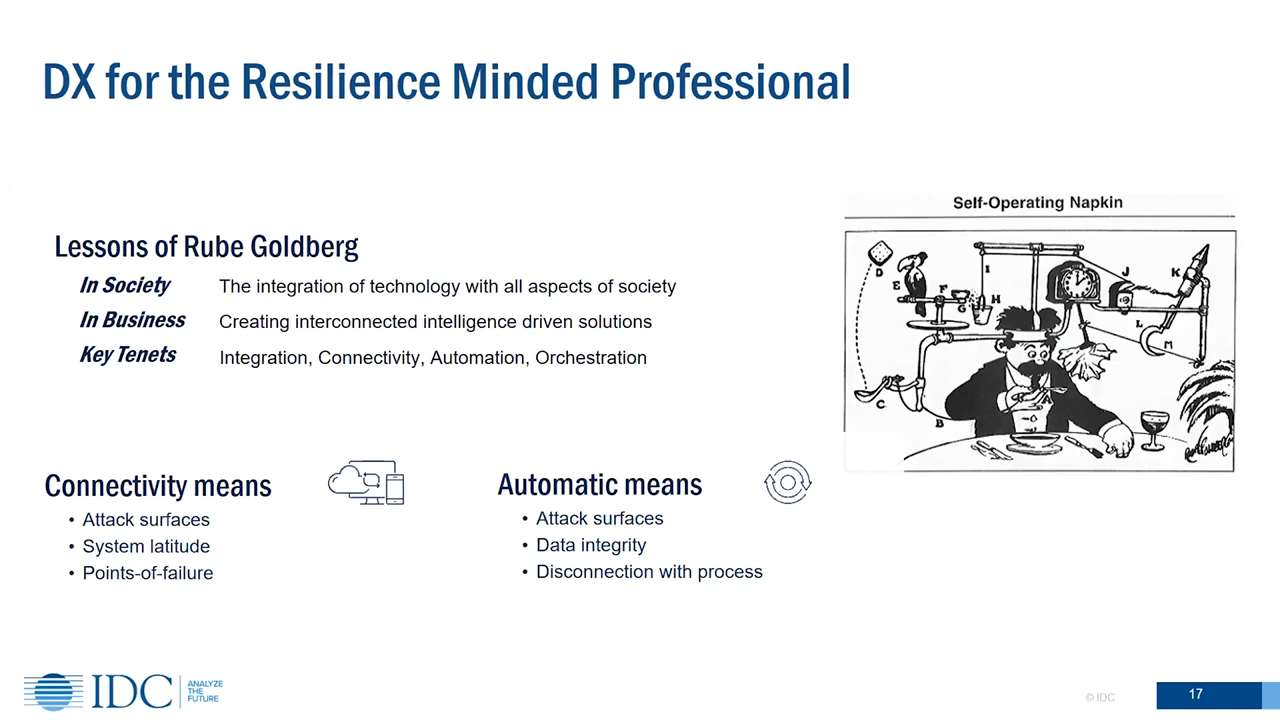 DX for the Resilience Minded Professional
Lessons of Rube Goldberg
In Society The integration of technology with all aspects of society
In Business Creating interconnected intelligence driven solutions
Key Tenets Integration, Connectivity, Automation, Orchestration
Self-Operating Napkin
D
E
F
G
H
I
J
K
L
M
A
C
B
Connectivity means
• Attack surfaces
• System latitude
• Points-of-failure
Automatic means
• Attack surfaces
• Data integrity
• Disconnection with process
IDC
ANALYZE
THE
FUTURE
© IDC
17